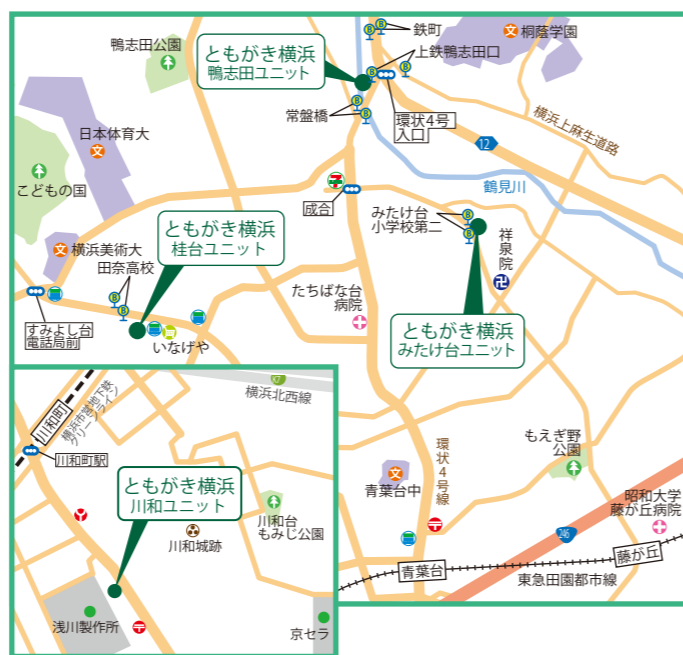 鉄町
桐蔭学園
鴨志田公園
ともがき横浜
鴨志田ユニット
上鉄鴨志田口
常盤橋
環状4号
入口
横浜上麻生道路
日本体育大
12
鶴見川
こどもの国
成合
みたけ台
小学校第二
ともがき横浜
桂台ユニット
祥泉院
横浜美術大
田奈高校
たちばな台
病院
すみよし台
電話局前
いなげや
ともがき横浜
みたけ台ユニット
横浜北西線
川和町
横浜市営地下鉄
グリーンライン
川和町駅
ともがき横浜
川和ユニット
川和台
もみじ公園
川和城跡
浅川製作所
京セラ
環状4号線
もえぎ野
公園
青葉台中
昭和大学
藤が丘病院
246
青葉台
藤が丘
東急田園都市線